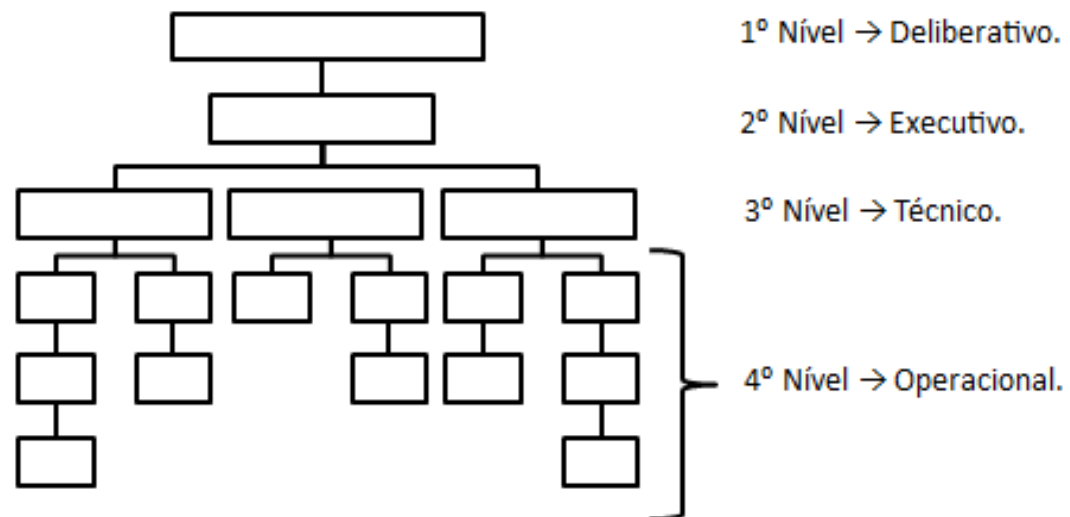 1º Nível → Deliberativo.
2º Nível → Executivo.
3º Nível → Técnico.
4º Nível → Operacional.